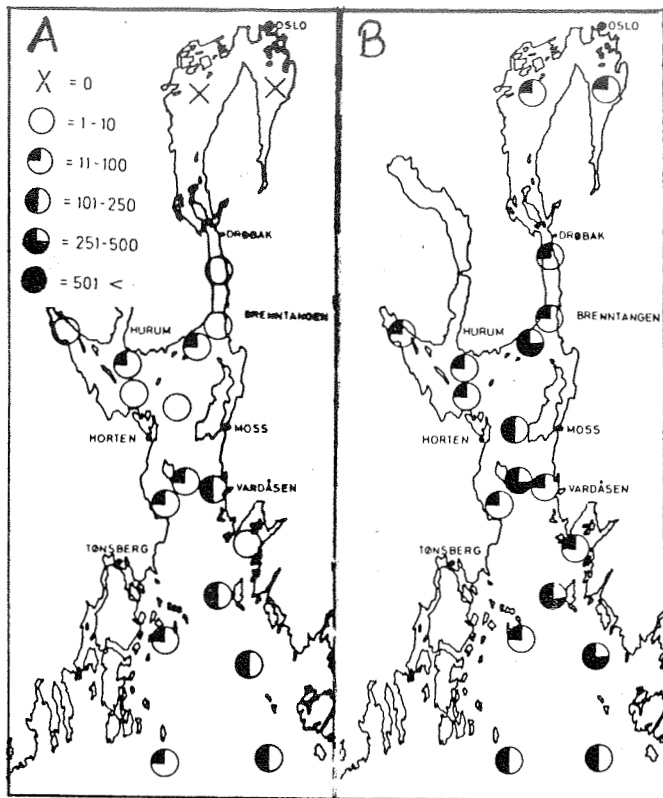 A
OSLO
X = 0
= 1-10
= 11-100
= 101-250
= 251-500
= 501 <
DRØBAK
BRENNTANGEN
HURUM
HORTEN
MOSS
VARDÅSEN
TØNSBERG
B
OSLO
DRØBAK
BRENNTANGEN
HURUM
HORTEN
MOSS
VARDÅSEN
TØNSBERG